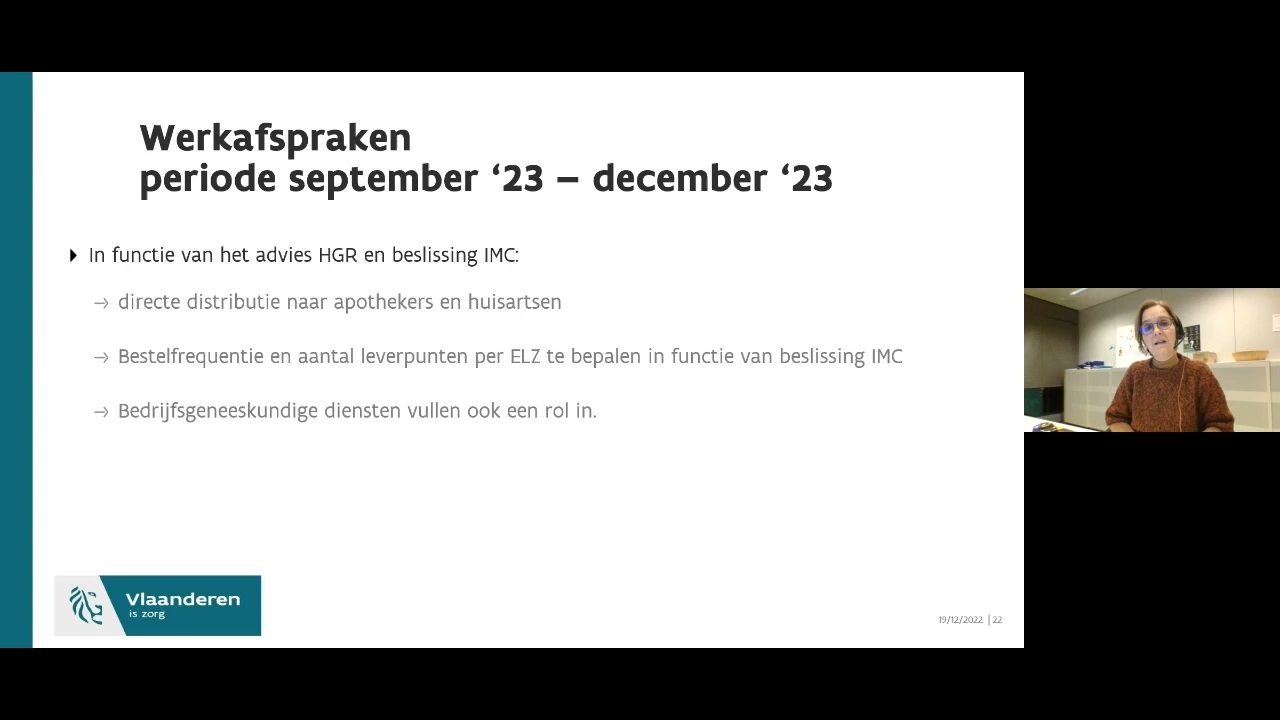 Werkafspraken
periode september ‘23 – december ‘23
In functie van het advies HGR en beslissing IMC:
→ directe distributie naar apothekers en huisartsen
→ Bestelfrequentie en aantal leverpunten per ELZ te bepalen in functie van beslissing IMC
→ Bedrijfsgeneeskundige diensten vullen ook een rol in.
Vlaanderen
is zorg
19/12/2022 | 22